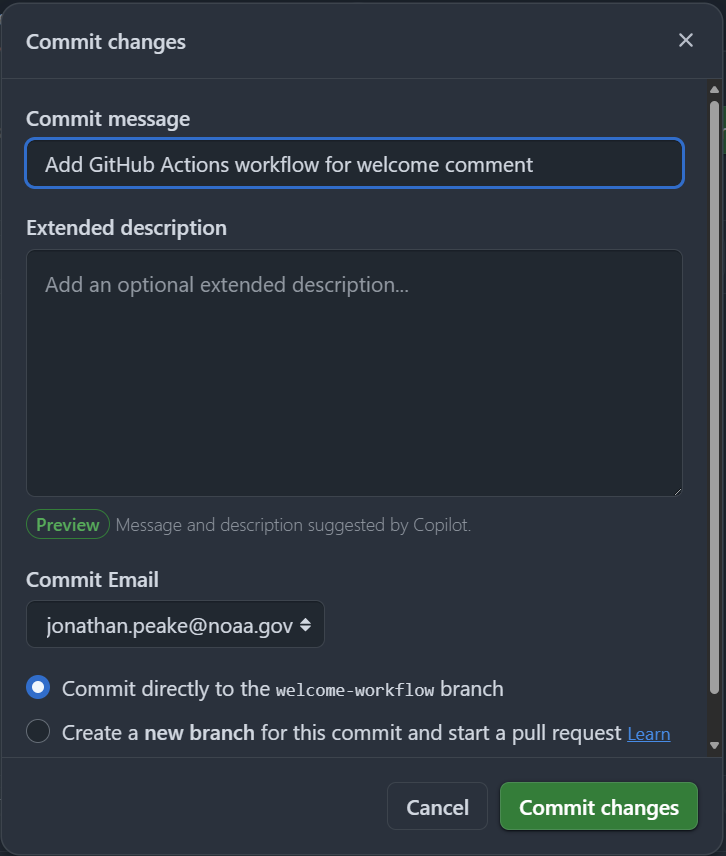 Commit changes
Commit message
Add GitHub Actions workflow for welcome comment
Extended description
Add an optional extended description...
Preview Message and description suggested by Copilot.
Commit Email
jonathan.peake@noaa.gov
Commit directly to the welcome-workflow branch
Create a new branch for this commit and start a pull request Learn
Cancel Commit changes